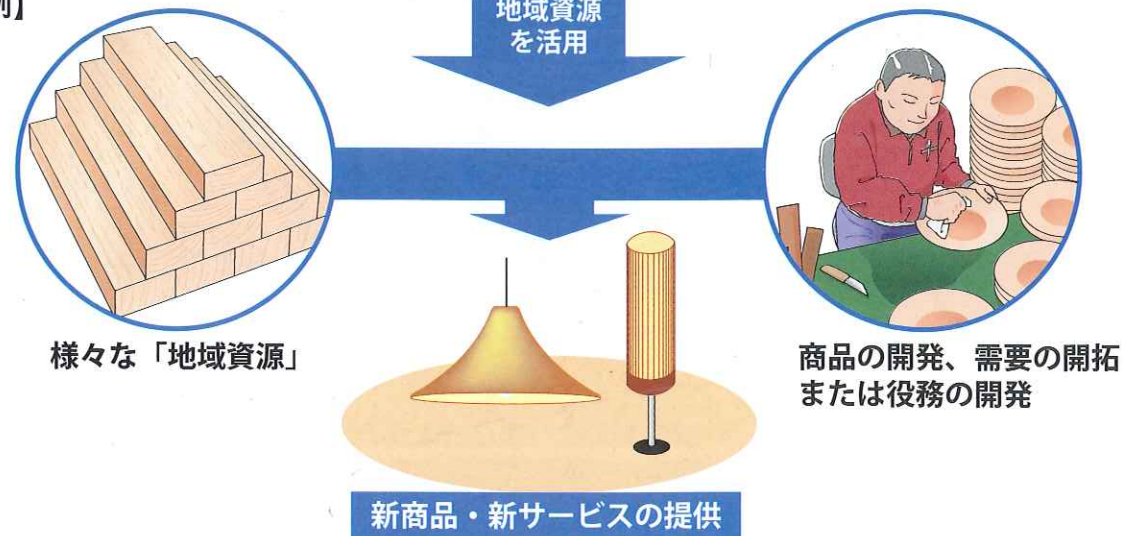 例】
地域資源
を活用
様々な「地域資源」
商品の開発、需要の開拓
または役務の開発
新商品・新サービスの提供